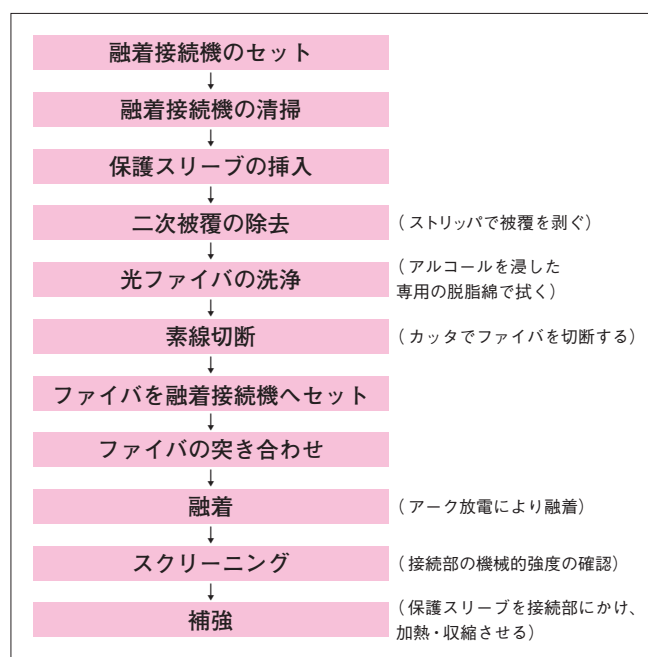 融着接続機のセット
↓
融着接続機の清掃
↓
保護スリーブの挿入
↓
二次被覆の除去
（ストリッパで被覆を剥ぐ）
↓
光ファイバの洗浄
（アルコールを浸した
専用の脱脂綿で拭く）
↓
素線切断
（カッタでファイバを切断する）
↓
ファイバを融着接続機へセット
↓
ファイバの突き合わせ
↓
融着
（アーク放電により融着）
↓
スクリーニング
（接続部の機械的強度の確認）
↓
補強
（保護スリーブを接続部にかけ、
加熱・収縮させる）